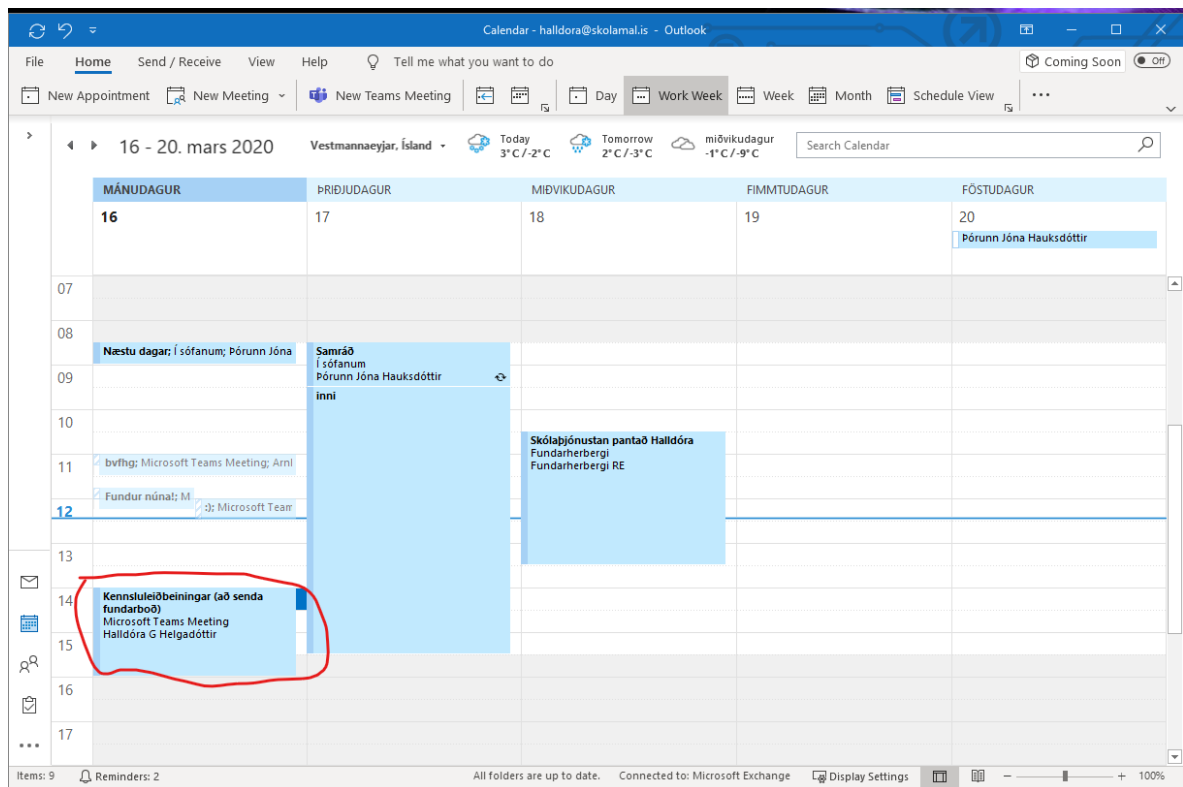 Calendar - halldora@skolamal.is - Outlook
File Home Send / Receive View Help Tell me what you want to do Coming Soon Off
New Appointment New Meeting New Teams Meeting Day Work Week Week Month Schedule View ...
16 - 20. mars 2020 Vestmannaeyjar, Ísland Today 3°C/-2°C Tomorrow 2°C/-3°C miðvikudagur -1°C/-9°C Search Calendar
MÁNUDAGUR ÞRIÐJUDAGUR MIÐVIKUDAGUR FIMMTUDAGUR FÖSTUDAGUR
16 17 18 19 20
Þórunn Jóna Hauksdóttir
07
08
Næstu dagar; Í sófanum; Þórunn Jóna
Samráð
Í sófanum
Þórunn Jóna Hauksdóttir
09
inni
10
Skólaþjónustan pantað Halldóra
Fundarherbergi
Fundarherbergi RE
11
bvfhg; Microsoft Teams Meeting; Arnl
Fundur núna!; M
:); Microsoft Team
12
13
14
Kennsluleiðbeiningar (að senda
fundarboð)
Microsoft Teams Meeting
Halldóra G Helgadóttir
15
16
17
Items: 9 Reminders: 2 All folders are up to date. Connected to: Microsoft Exchange Display Settings 100%